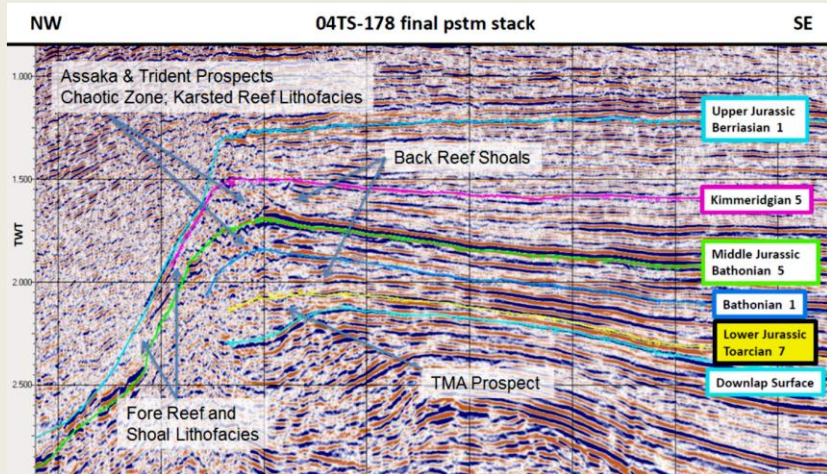 NW 04TS-178 final pstm stack SE
Assaka & Trident Prospects
Chaotic Zone; Karsted Reef Lithofacies
Back Reef Shoals
TWT
1.000
1.500
2.000
2.500
Upper Jurassic
Berriasian 1
Kimmeridgian 5
Middle Jurassic
Bathonian 5
Bathonian 1
Lower Jurassic
Toarcian 7
Downlap Surface
TMA Prospect
Fore Reef and
Shoal Lithofacies